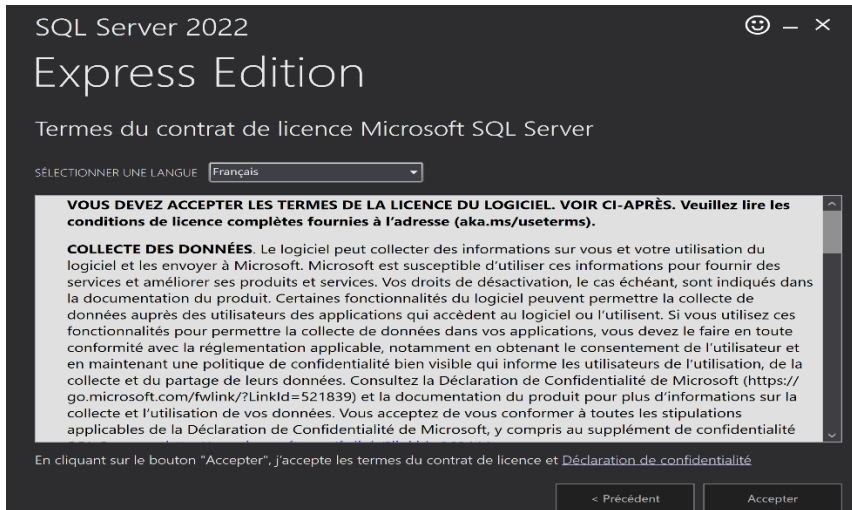 SQL Server 2022
Express Edition
Termes du contrat de licence Microsoft SQL Server
SÉLECTIONNER UNE LANGUE Français
VOUS DEVEZ ACCEPTER LES TERMES DE LA LICENCE DU LOGICIEL. VOIR CI-APRÈS. Veuillez lire les
conditions de licence complètes fournies à l’adresse (aka.ms/useterms).
COLLECTE DES DONNÉES. Le logiciel peut collecter des informations sur vous et votre utilisation du
logiciel et les envoyer à Microsoft. Microsoft est susceptible d’utiliser ces informations pour fournir des
services et améliorer ses produits et services. Vos droits de désactivation, le cas échéant, sont indiqués dans
la documentation du produit. Certaines fonctionnalités du logiciel peuvent permettre la collecte de
données auprès des utilisateurs des applications qui accèdent au logiciel ou l’utilisent. Si vous utilisez ces
fonctionnalités pour permettre la collecte de données dans vos applications, vous devez le faire en toute
conformité avec la réglementation applicable, notamment en obtenant le consentement de l’utilisateur et
en maintenant une politique de confidentialité bien visible qui informe les utilisateurs de l’utilisation, de la
collecte et du partage de leurs données. Consultez la Déclaration de Confidentialité de Microsoft (https://
go.microsoft.com/fwlink/?LinkId=521839) et la documentation du produit pour plus d’informations sur la
collecte et l’utilisation de vos données. Vous acceptez de vous conformer à toutes les stipulations
applicables de la Déclaration de Confidentialité de Microsoft, y compris au supplément de confidentialité
En cliquant sur le bouton "Accepter", j’accepte les termes du contrat de licence et Déclaration de confidentialité
< Précédent
Accepter